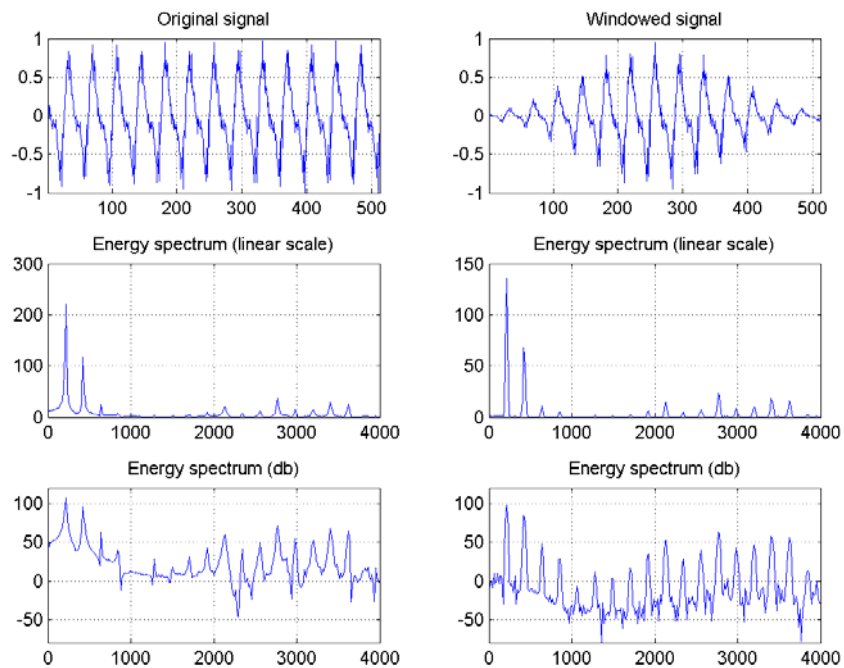 Original signal
Windowed signal
1
0.5
0
-0.5
-1
100 200 300 400 500
1
0.5
0
-0.5
-1
100 200 300 400 500
Energy spectrum (linear scale)
Energy spectrum (linear scale)
300
200
100
0
0 1000 2000 3000 4000
150
100
50
0
0 1000 2000 3000 4000
Energy spectrum (db)
Energy spectrum (db)
100
50
0
-50
0 1000 2000 3000 4000
100
50
0
-50
0 1000 2000 3000 4000